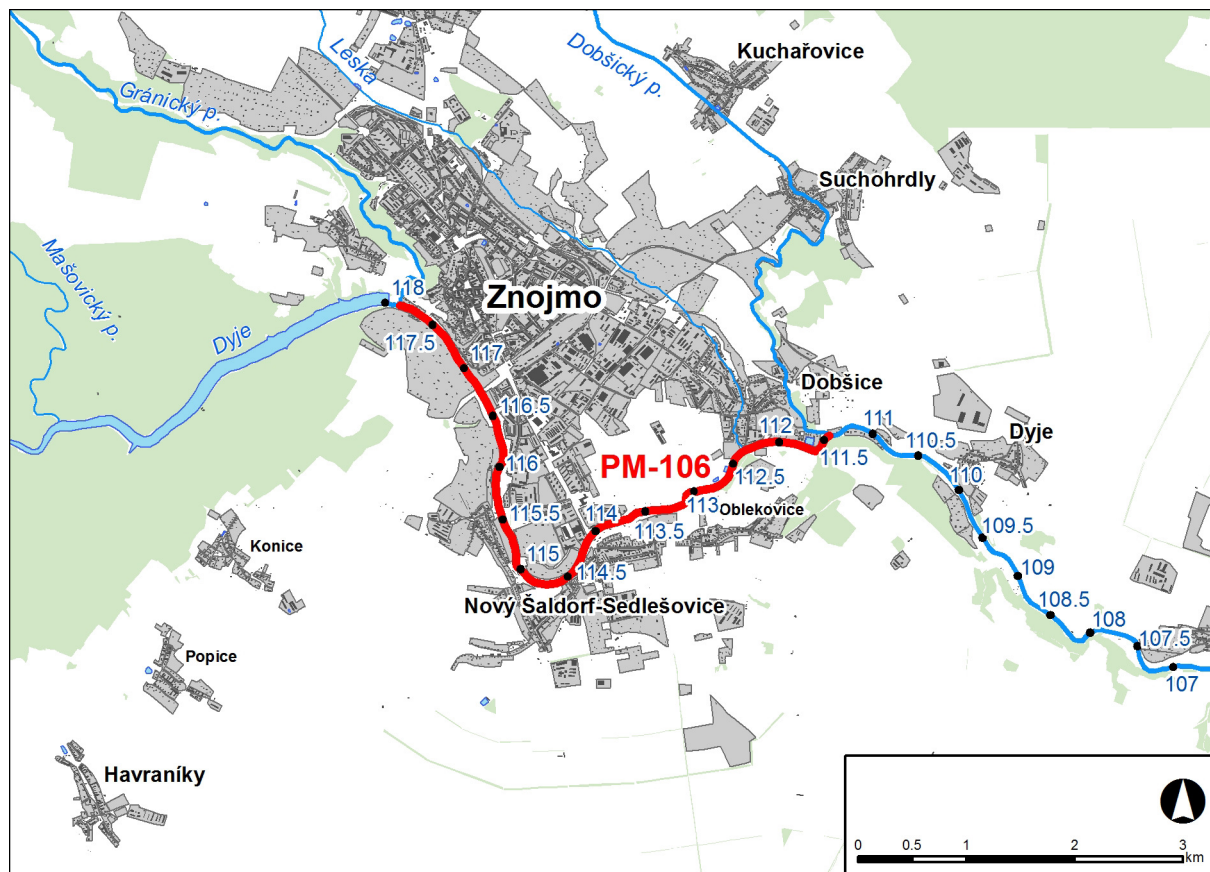 Kuchařovice
Dobšický p.
Léska
Gránický p.
Suchohrdly
Mašovický p.
Znojmo
118
Dyje
117.5
117
Dobšice
116.5
112
111.5
111
110.5
Dyje
116
PM-106
112.5
110
113
Oblekovice
115.5
114
113.5
109.5
Konice
115
114.5
109
Nový Šaldorf-Sedlešovice
108.5
108
107.5
Popice
107
Havraníky
0 0.5 1 2 3
km